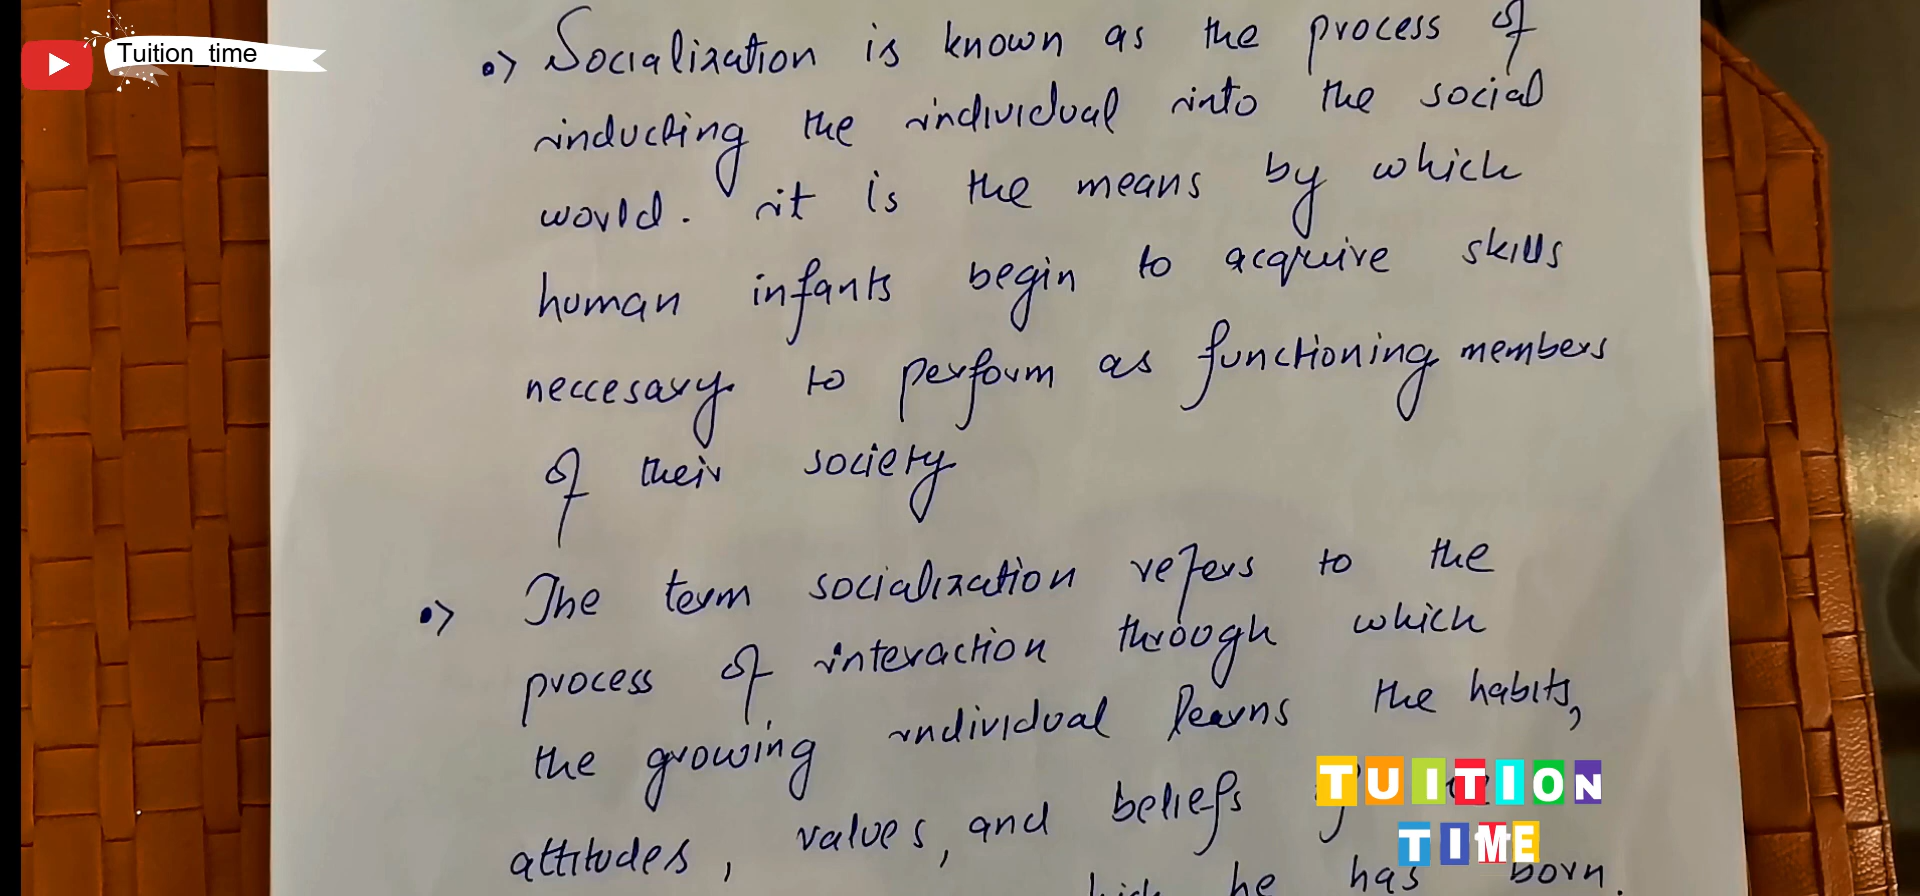 Tuition_time
•> Socialization is known as the process of
inducting the individual into the social
world. it is the means by which
human infants begin to acquire skills
neccesary to perform as functioning members
of their society
•> The term socialization refers to the
process of interaction through which
the growing individual learns the habits,
attitudes, values, and beliefs
he has born.
TUITION
TIME